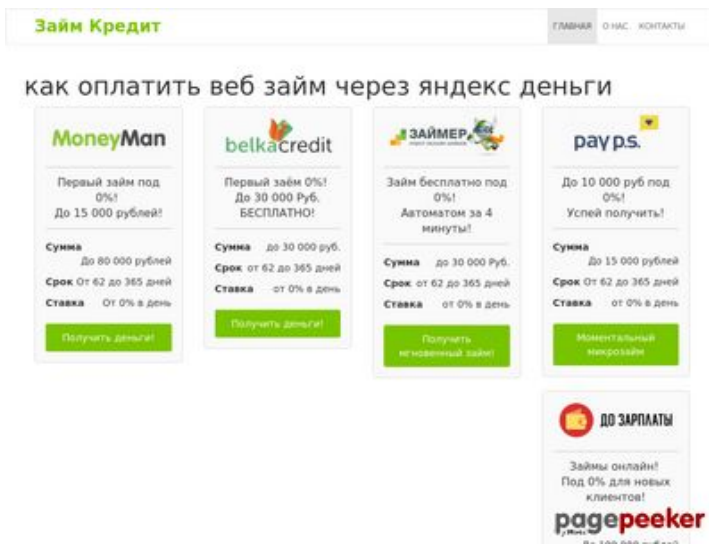 Займ Кредит
ГЛАВНАЯ О НАС КОНТАКТЫ
как оплатить веб займ через яндекс деньги
MoneyMan
Первый займ под
0%!
До 15 000 рублей!
Сумма
До 80 000 рублей
Срок От 62 до 365 дней
Ставка От 0% в день
Получить деньги!
belkacredit
Первый заём 0%!
До 30 000 Руб.
БЕСПЛАТНО!
Сумма до 30 000 руб.
Срок от 62 до 365 дней
Ставка от 0% в день
Получить деньги!
ЗАЙМЕР
Займ бесплатно под
0%!
Автоматом за 4
минуты!
Сумма до 30 000 Руб.
Срок от 62 до 365 дней
Ставка от 0% в день
Получить
мгновенный займ!
pay p.s.
До 10 000 руб под
0%!
Успей получить!
Сумма
До 15 000 рублей
Срок От 62 до 365 дней
Ставка от 0% в день
Моментальный
микрозайм
ДО ЗАРПЛАТЫ
Займы онлайн!
Под 0% для новых
клиентов!
pagepeeker
До 100 000 рублей